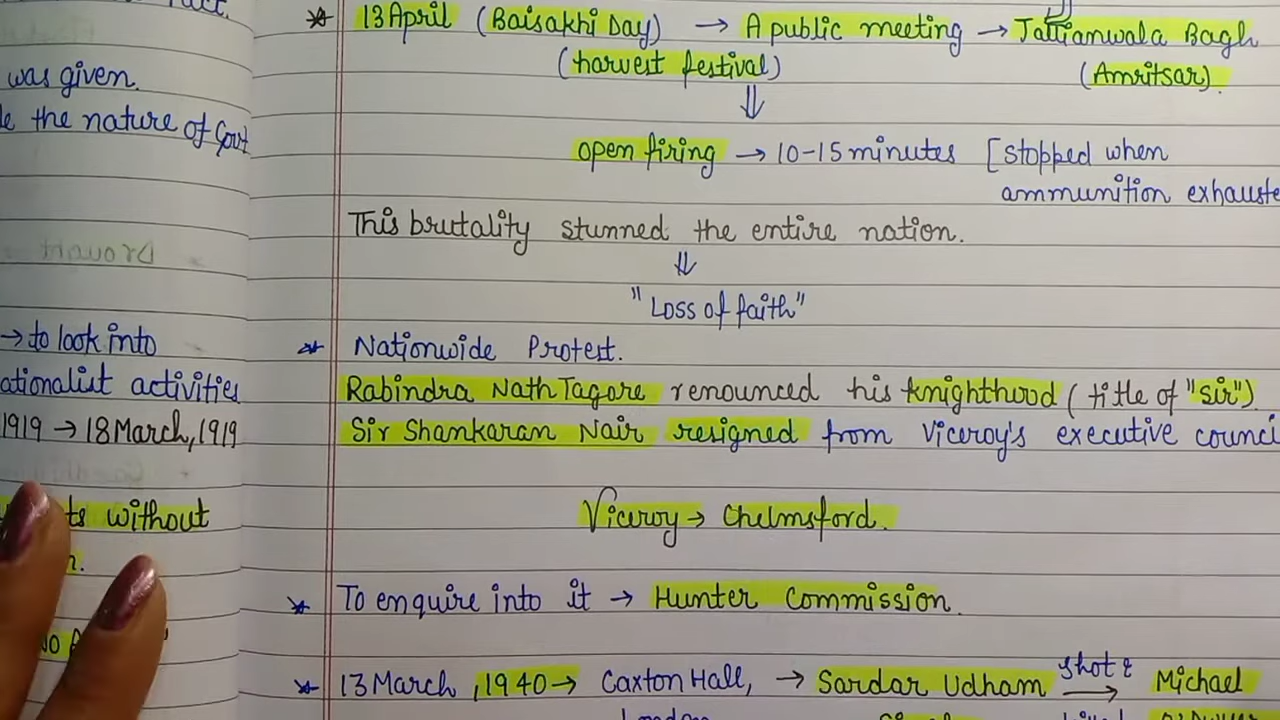 was given.
the nature of Govt
→ to look into
ationalist activities
1919 → 18 March, 1919
ts without
☆ 13 April (Baisakhi Day) → A public meeting → Jallianwala Bagh
(harvest festival) (Amritsar).
⇓
open firing → 10-15 minutes [stopped when
ammunition exhauste
This brutality stunned the entire nation.
⇓
"Loss of faith"
☆ Nationwide Protest.
Rabindra Nath Tagore renounced his knighthood (title of "Sir")
Sir Shankaran Nair resigned from Viceroy's executive counci
Viceroy → Chelmsford.
☆ To enquire into it → Hunter Commission.
☆ 13 March, 1940 → Caxton Hall, → Sardar Udham shot & → Michael
London